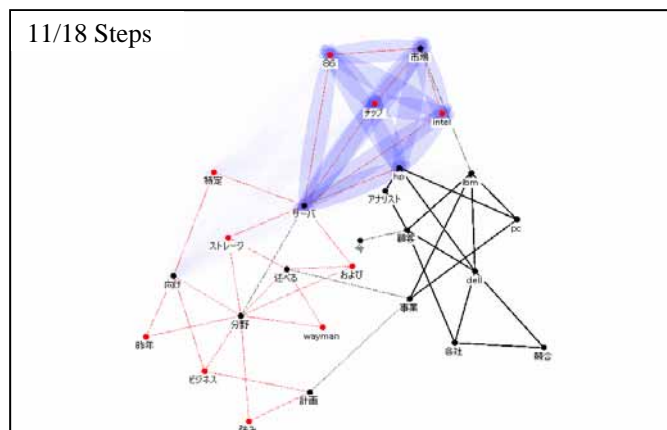 11/18 Steps
市場
チップ
intel
hp
ibm
特定
サーバ
アナリスト
pc
ストレージ
今
顧客
向け
述べる
および
dell
事業
分野
wayman
昨年
各社
競合
ビジネス
計画